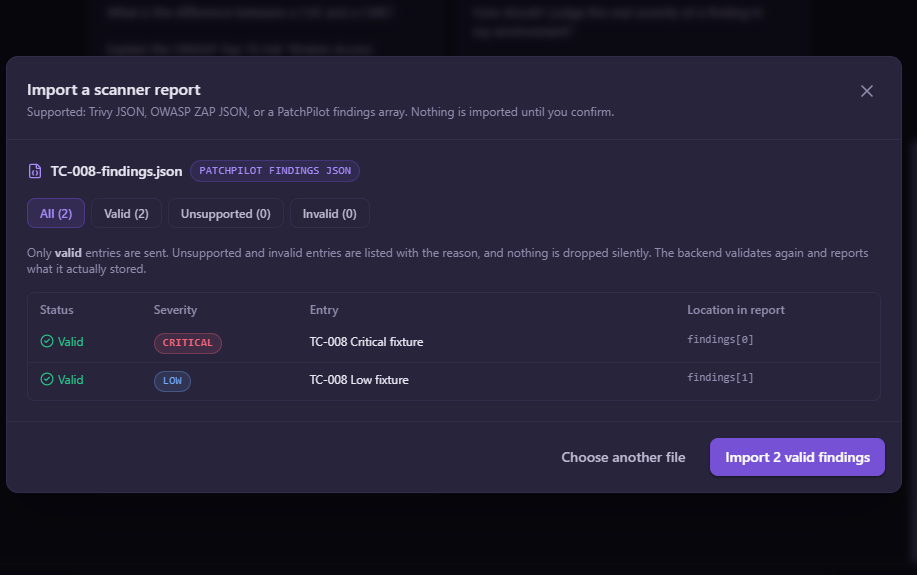 Import a scanner report
Supported: Trivy JSON, OWASP ZAP JSON, or a PatchPilot findings array. Nothing is imported until you confirm.
TC-008-findings.json PATCHPILOT FINDINGS JSON
All (2) Valid (2) Unsupported (0) Invalid (0)
Only valid entries are sent. Unsupported and invalid entries are listed with the reason, and nothing is dropped silently. The backend validates again and reports
what it actually stored.
Status Severity Entry Location in report
Valid CRITICAL TC-008 Critical fixture findings[0]
Valid LOW TC-008 Low fixture findings[1]
Choose another file Import 2 valid findings